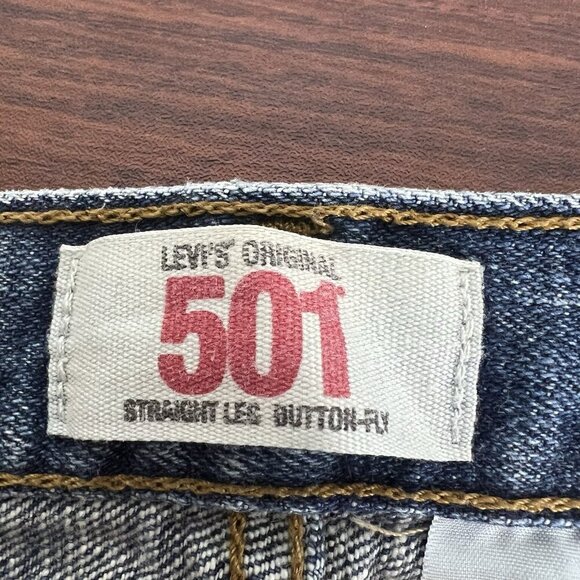 LEVI'S® ORIGINAL
501®
STRAIGHT LEG BUTTON-FLY